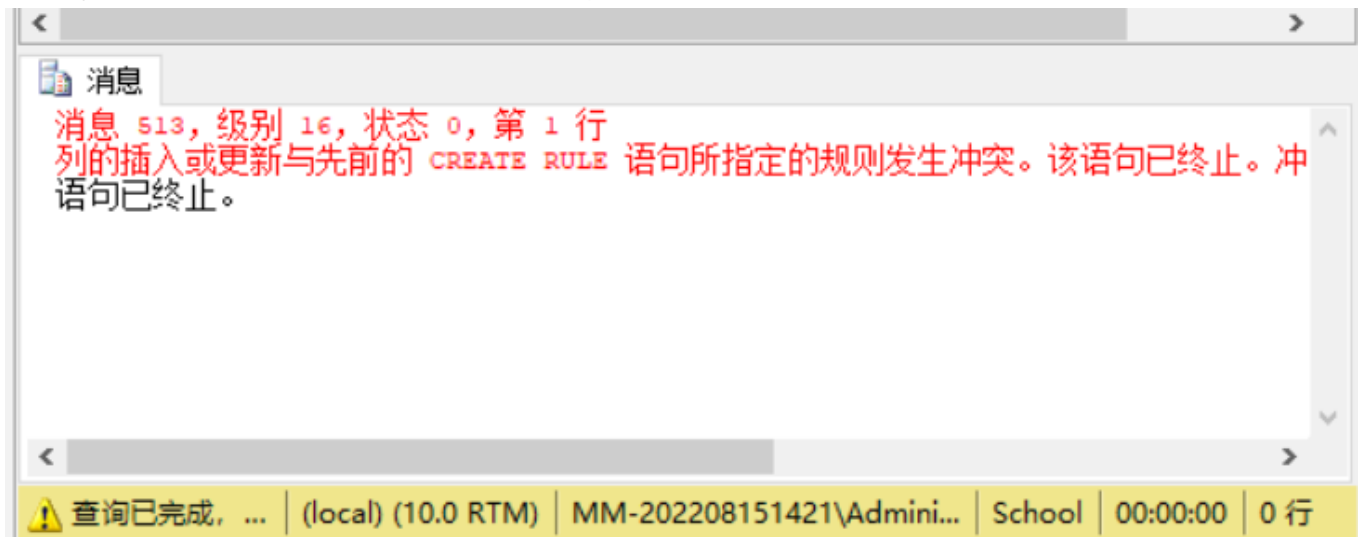 消息
消息 513，级别 16，状态 0，第 1 行
列的插入或更新与先前的 CREATE RULE 语句所指定的规则发生冲突。该语句已终止。冲
语句已终止。
查询已完成， ... (local) (10.0 RTM) MM-202208151421\Admini... School 00:00:00 0 行